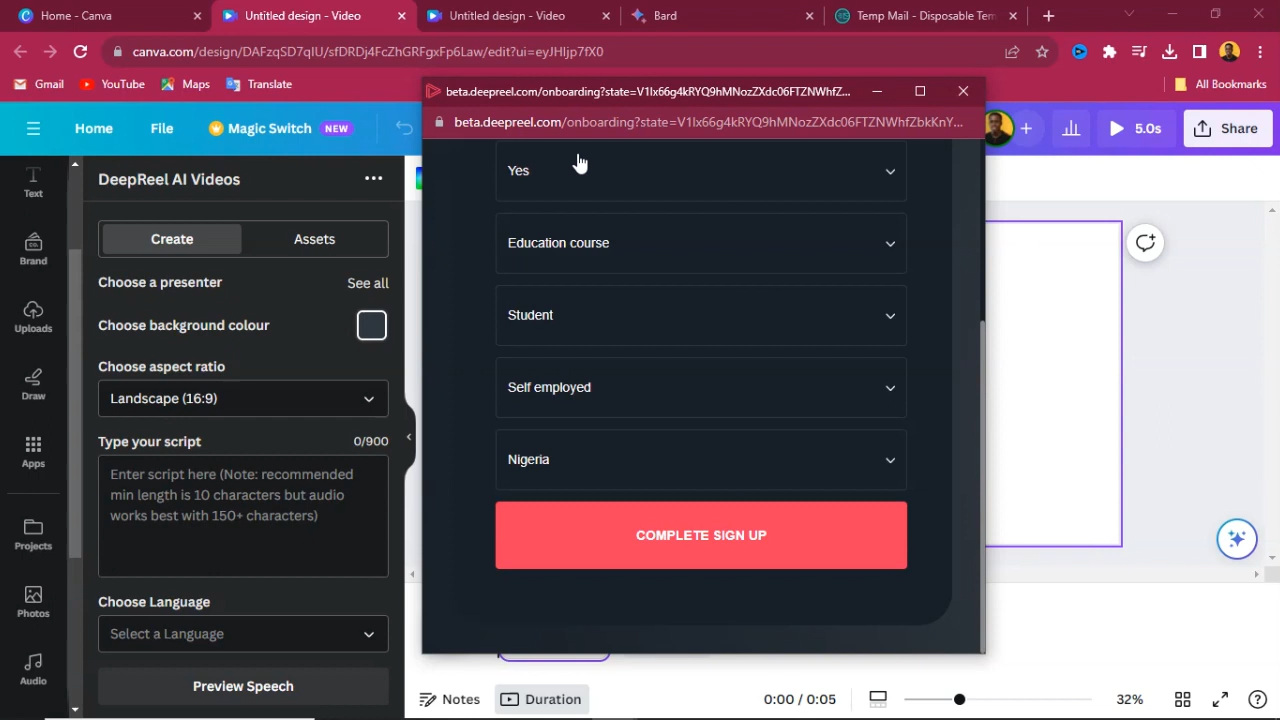 Home - Canva
Untitled design - Video
Untitled design - Video
Bard
Temp Mail - Disposable Tem
canva.com/design/DAFzqSD7qIU/sfDRDj4FcZhGRFgxFp6Law/edit?ui=eyJHIjp7fX0
Gmail
YouTube
Maps
Translate
All Bookmarks
beta.deepreel.com/onboarding?state=V1Ix66g4kRYQ9hMNozZXdc06FTZNWhfZ...
beta.deepreel.com/onboarding?state=V1Ix66g4kRYQ9hMNozZXdc06FTZNWhfZbkKnY...
Home
File
Magic Switch
NEW
5.0s
Share
Text
Brand
Uploads
Draw
Apps
Projects
Photos
Audio
DeepReel AI Videos
Create
Assets
Choose a presenter
See all
Choose background colour
Choose aspect ratio
Landscape (16:9)
Type your script
0/900
Enter script here (Note: recommended
min length is 10 characters but audio
works best with 150+ characters)
Choose Language
Select a Language
Preview Speech
Yes
Education course
Student
Self employed
Nigeria
COMPLETE SIGN UP
Notes
Duration
0:00 / 0:05
32%